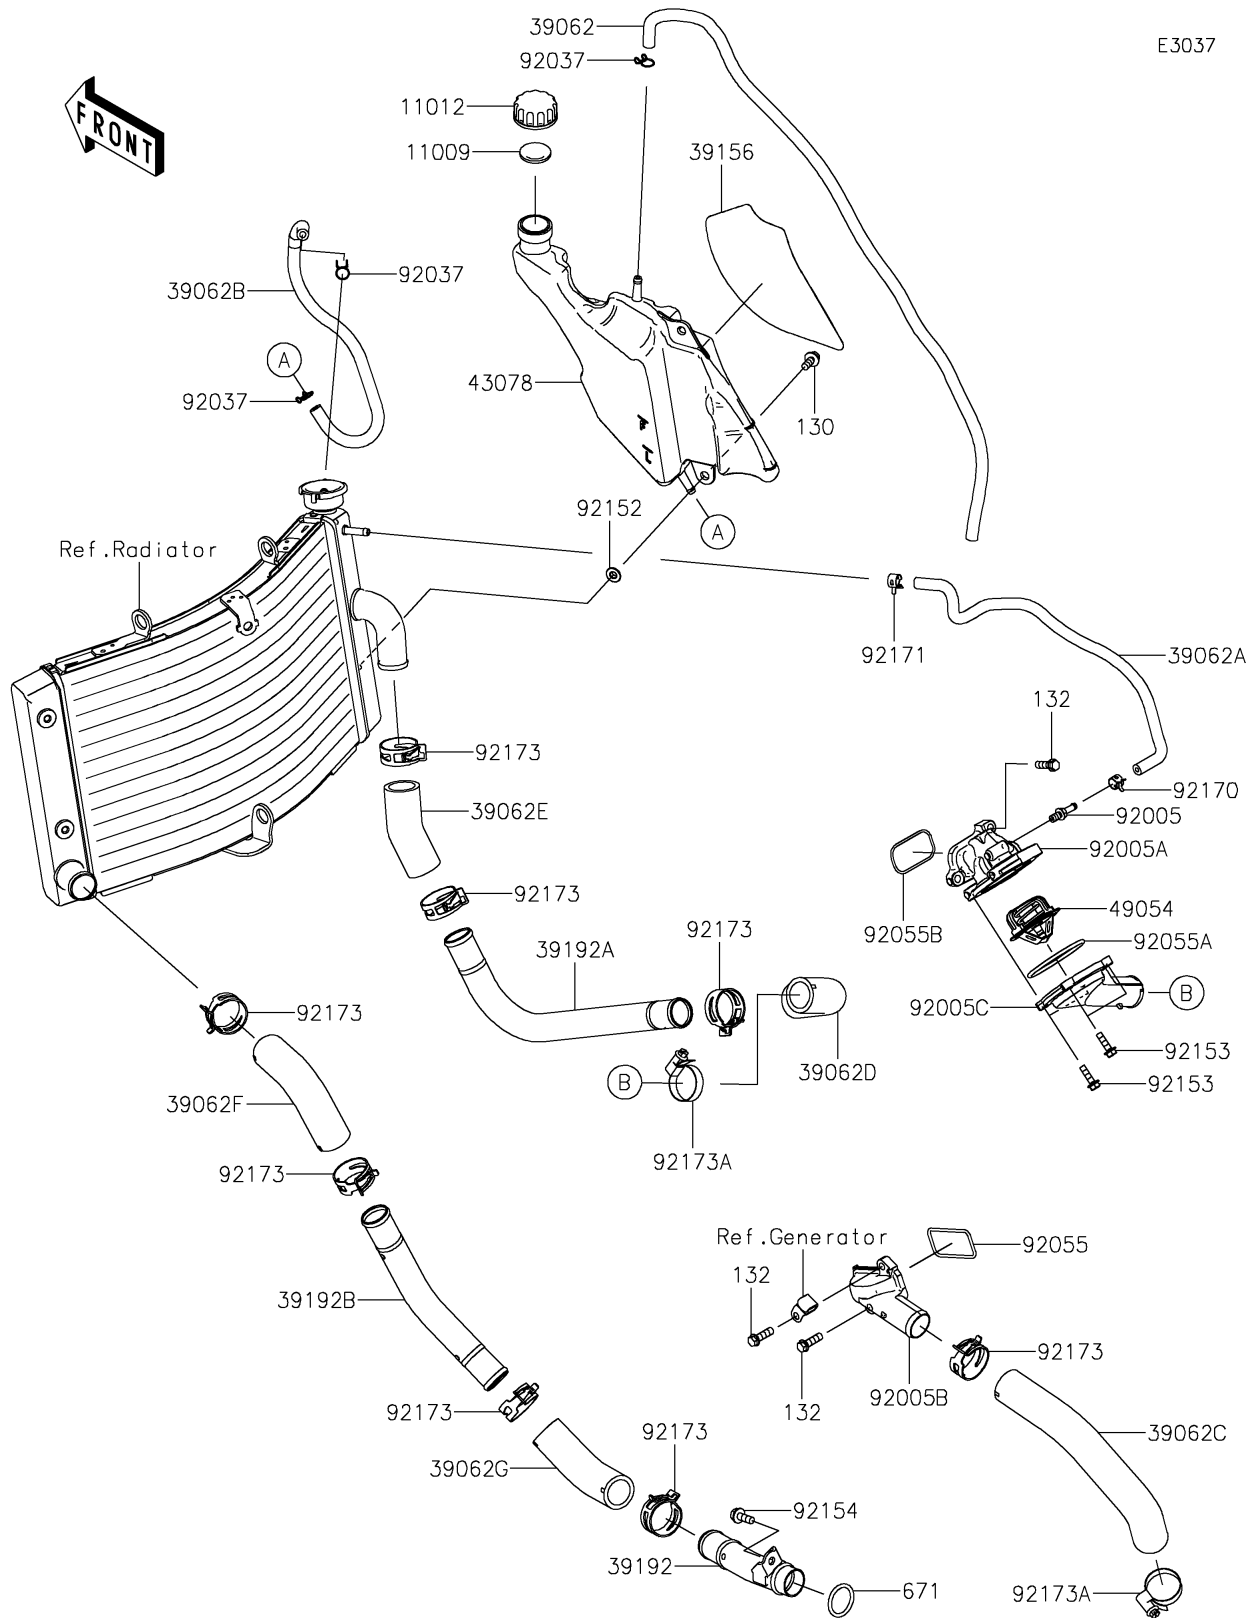 39062
E3037
92037
11012
FRONT
11009
39156
92037
39062B
A
43078
92037
130
92152
A
Ref.Radiator
92171
39062A
132
92173
92170
39062E
92005
92005A
92173
49054
92173
92055B
92055A
39192A
92005C
B
92173
92153
39062D
B
92153
39062F
92173A
92173
Ref.Generator
92055
132
39192B
92173
92005B
132
92173
92173
39062C
39062G
92154
39192
671
92173A